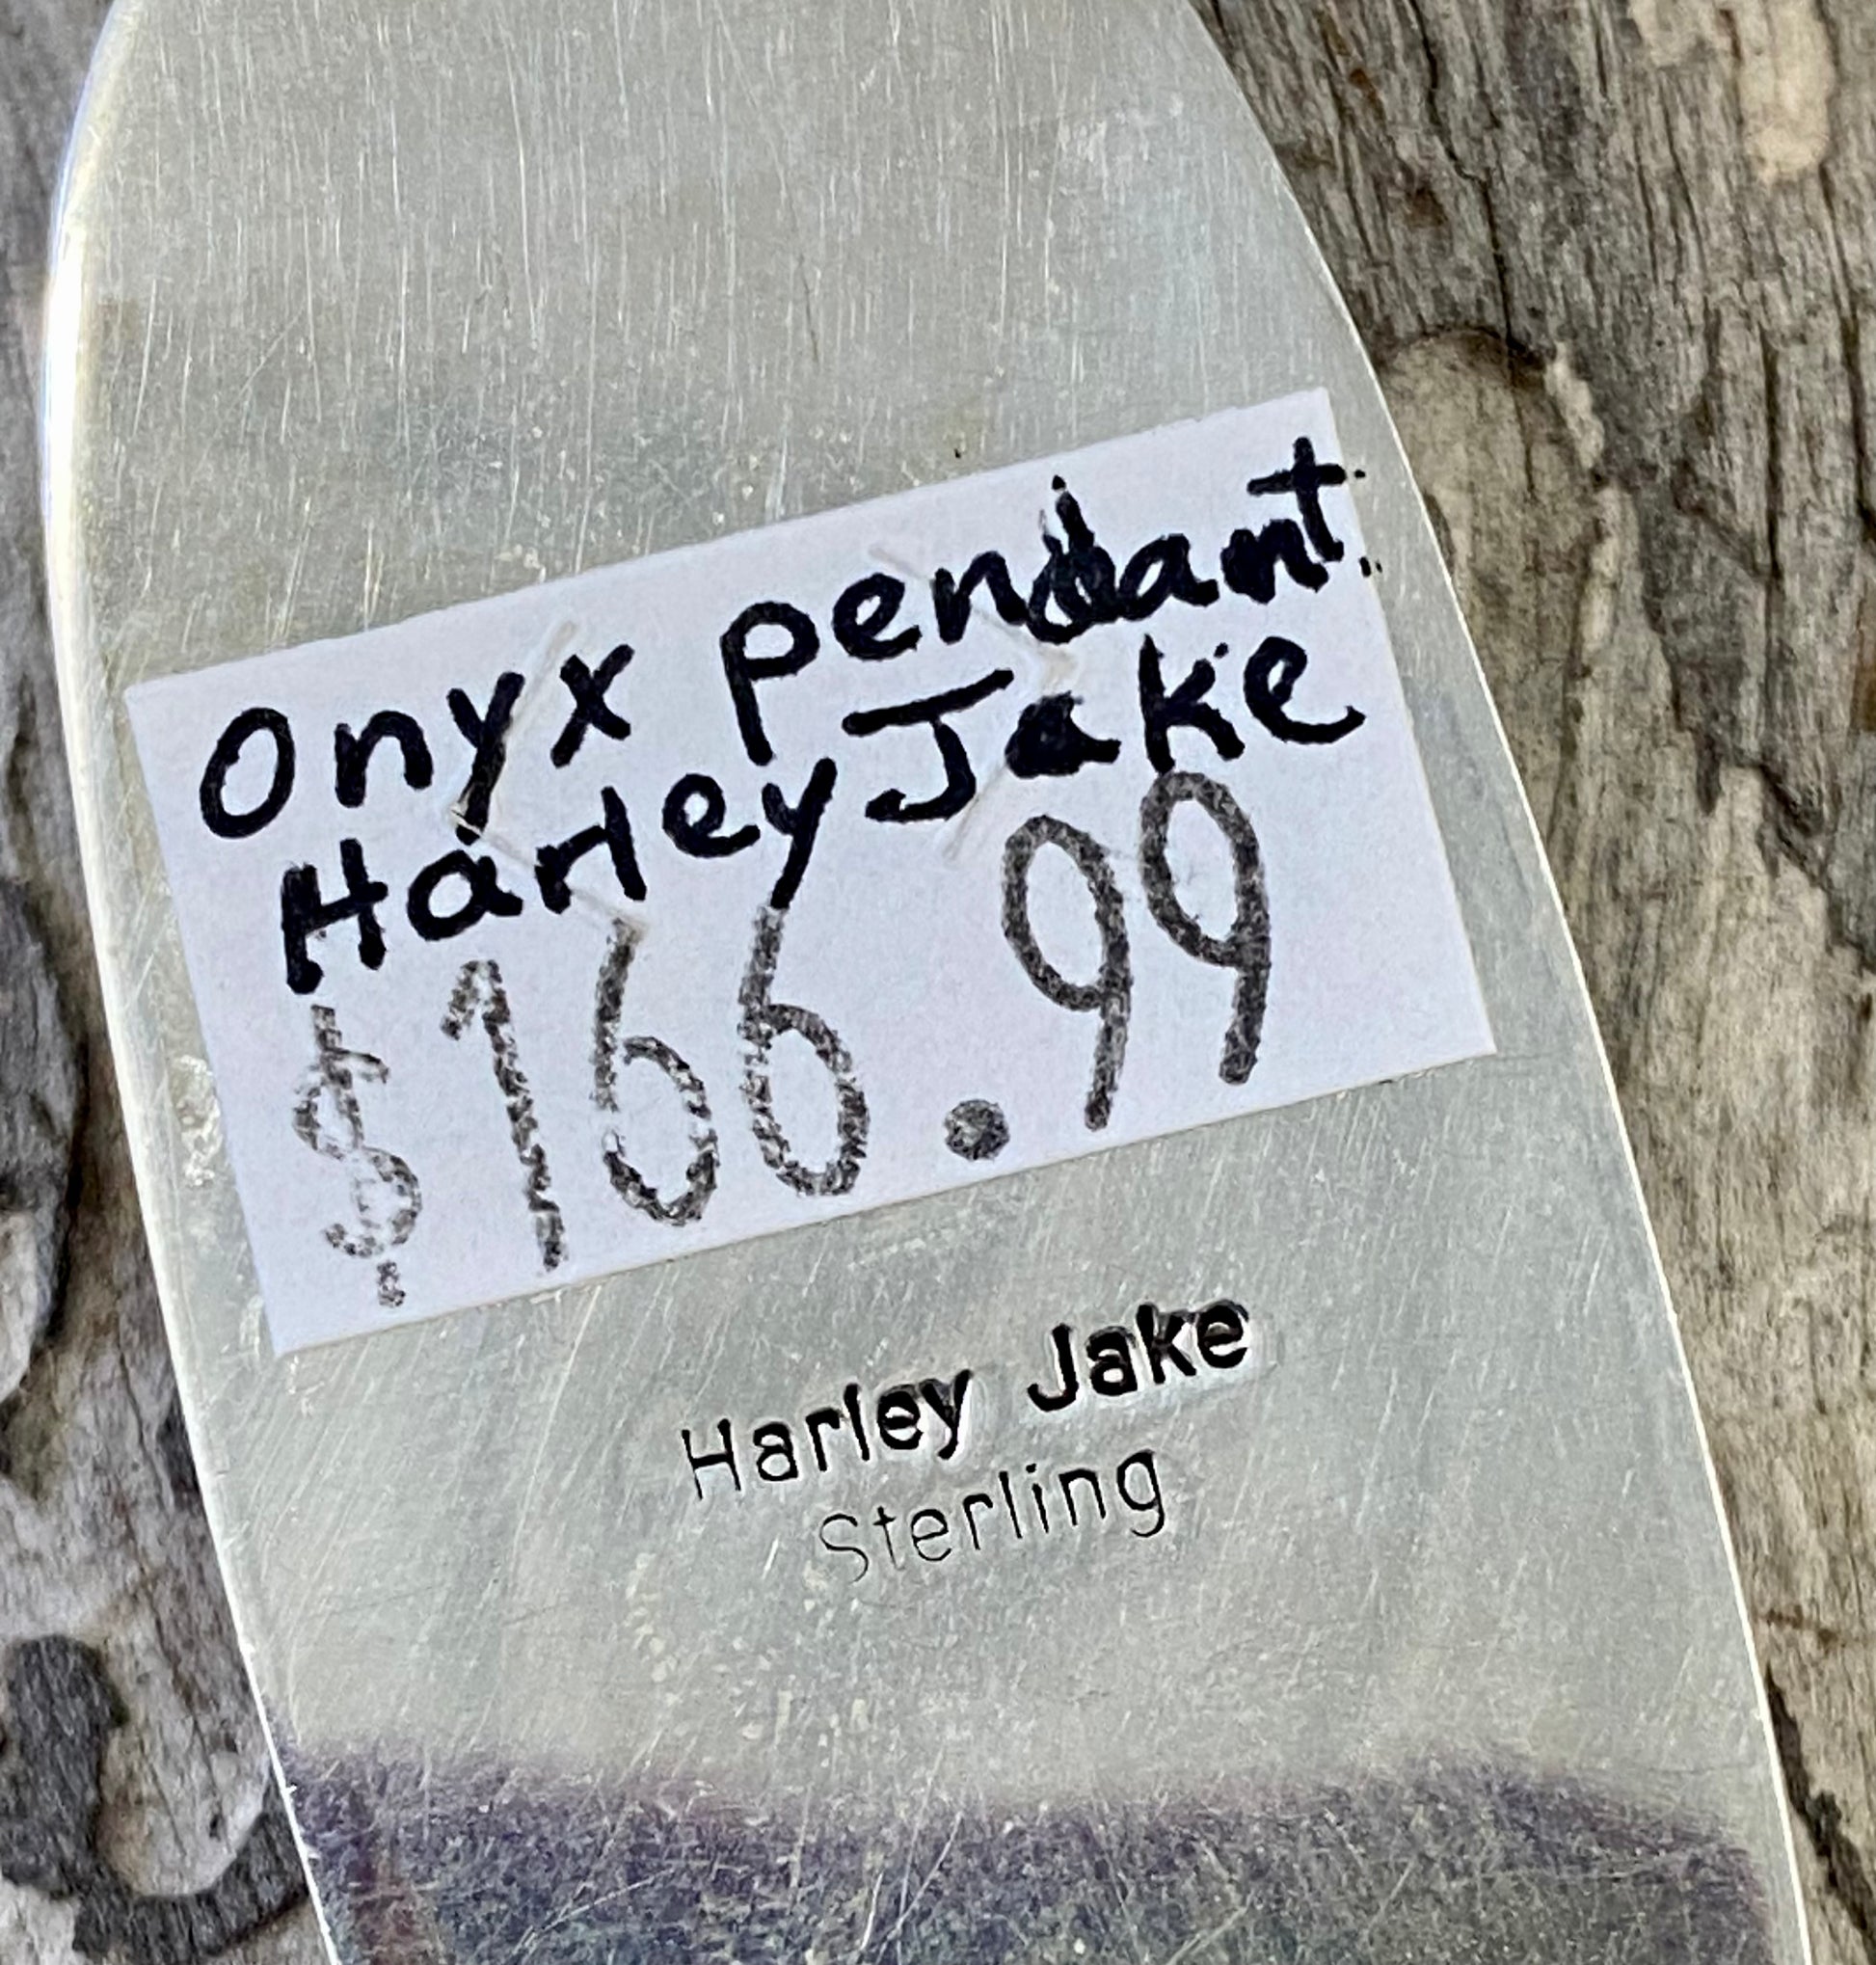 Onyx pendant
Harley Jake
$166.99
Harley Jake
Sterling